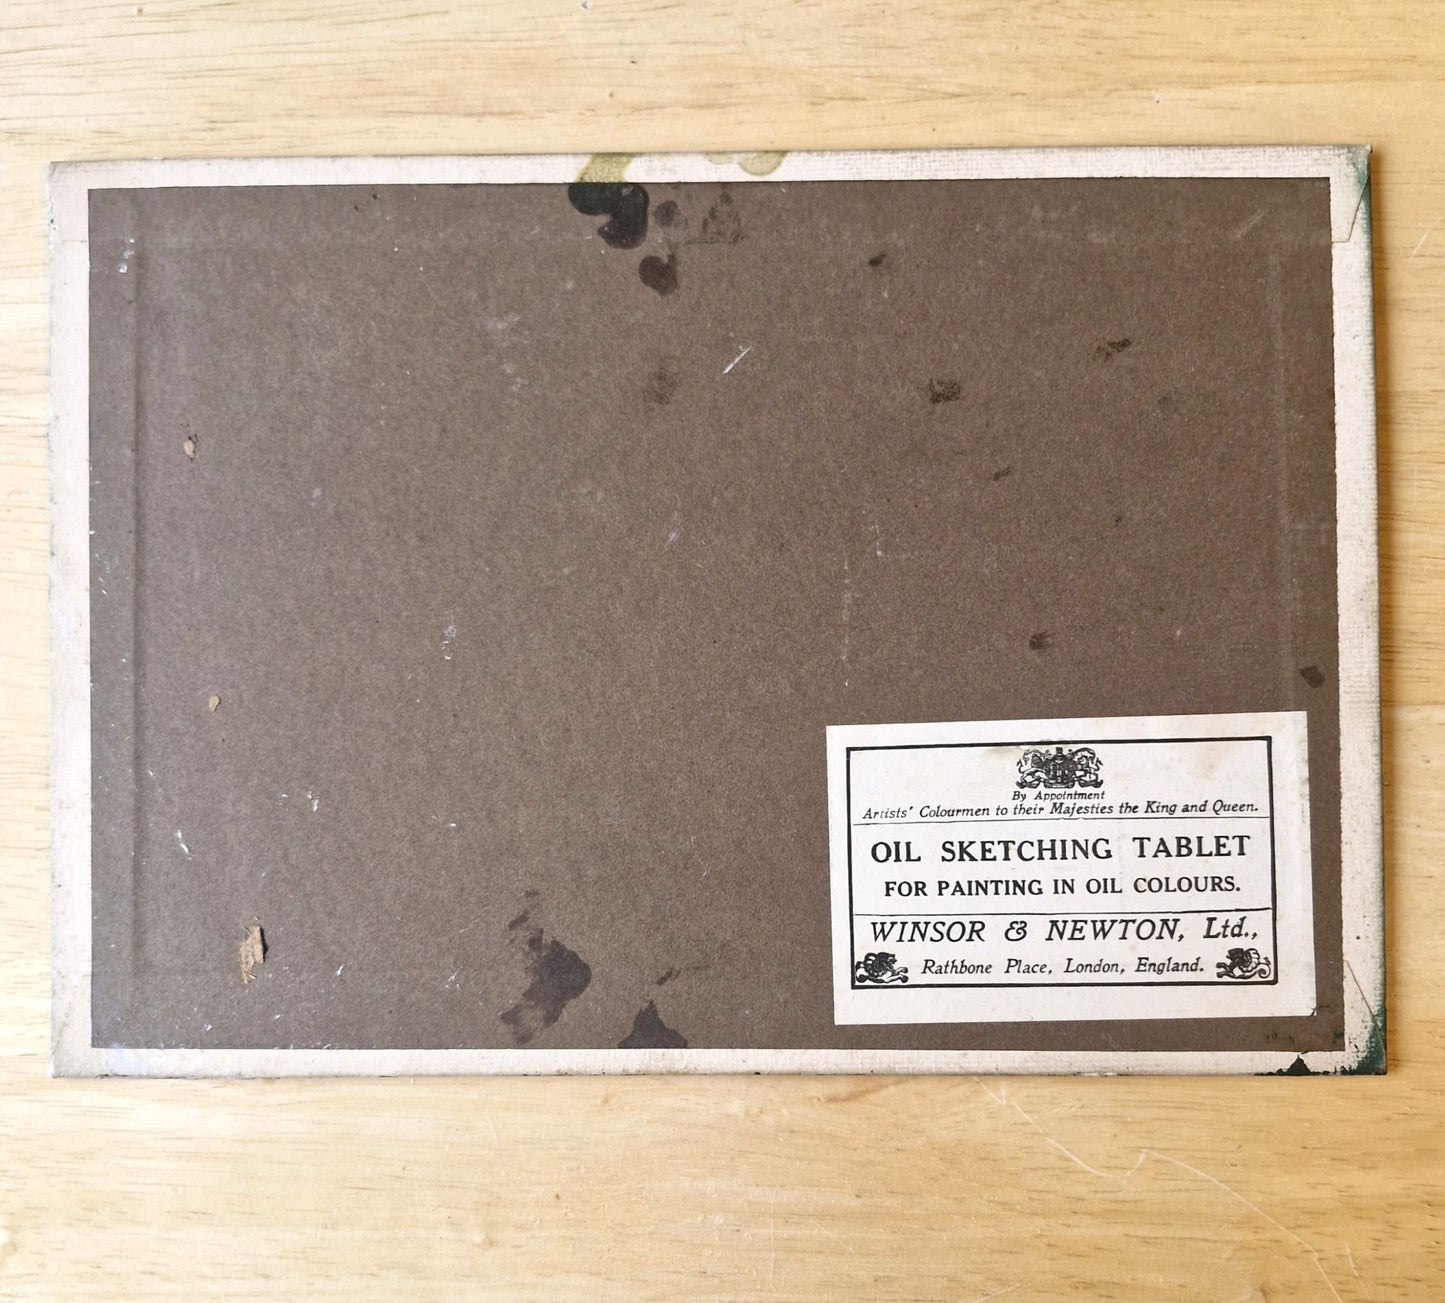 By Appointment
Artists' Colourmen to their Majesties the King and Queen.
OIL SKETCHING TABLET
FOR PAINTING IN OIL COLOURS.
WINSOR & NEWTON, Ltd.,
Rathbone Place, London, England.